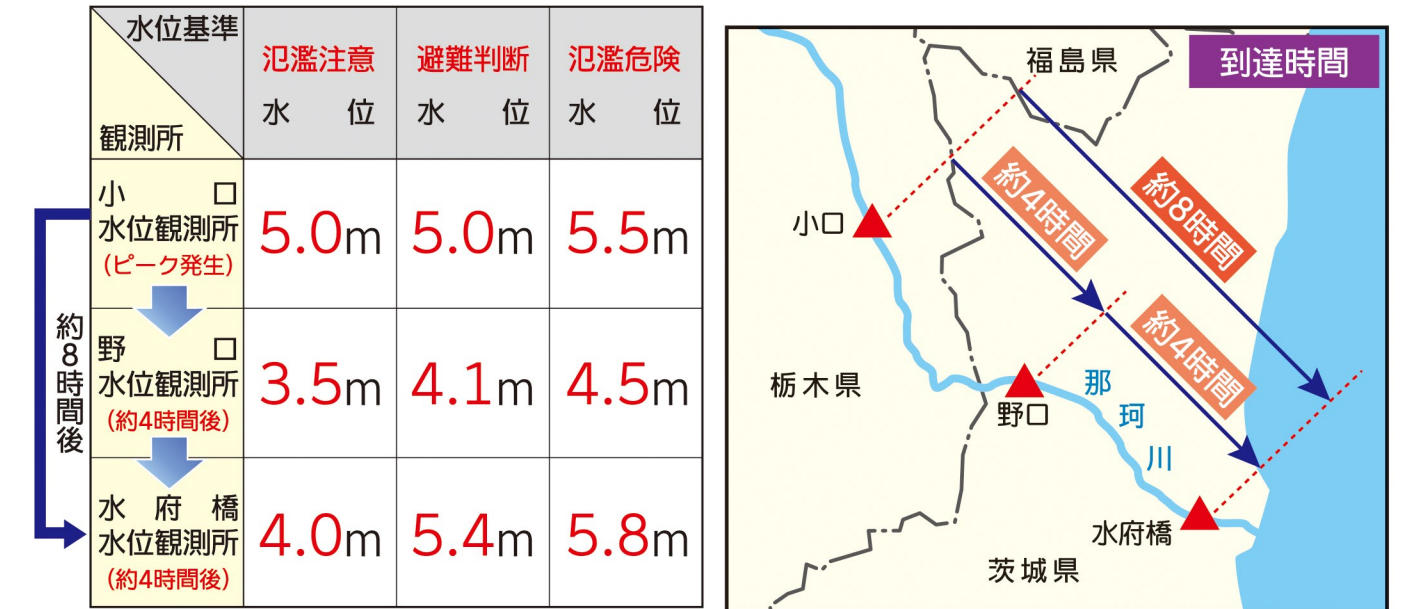 水位基準
観測所
氾濫注意
水 位
避難判断
水 位
氾濫危険
水 位
小 口
水位観測所
(ピーク発生)
5.0m
5.0m
5.5m
野 口
水位観測所
(約4時間後)
3.5m
4.1m
4.5m
水 府 橋
水位観測所
(約4時間後)
4.0m
5.4m
5.8m
約8時間後
到達時間
福島県
約4時間
約8時間
小口
約4時間
栃木県
野口
那珂川
水府橋
茨城県